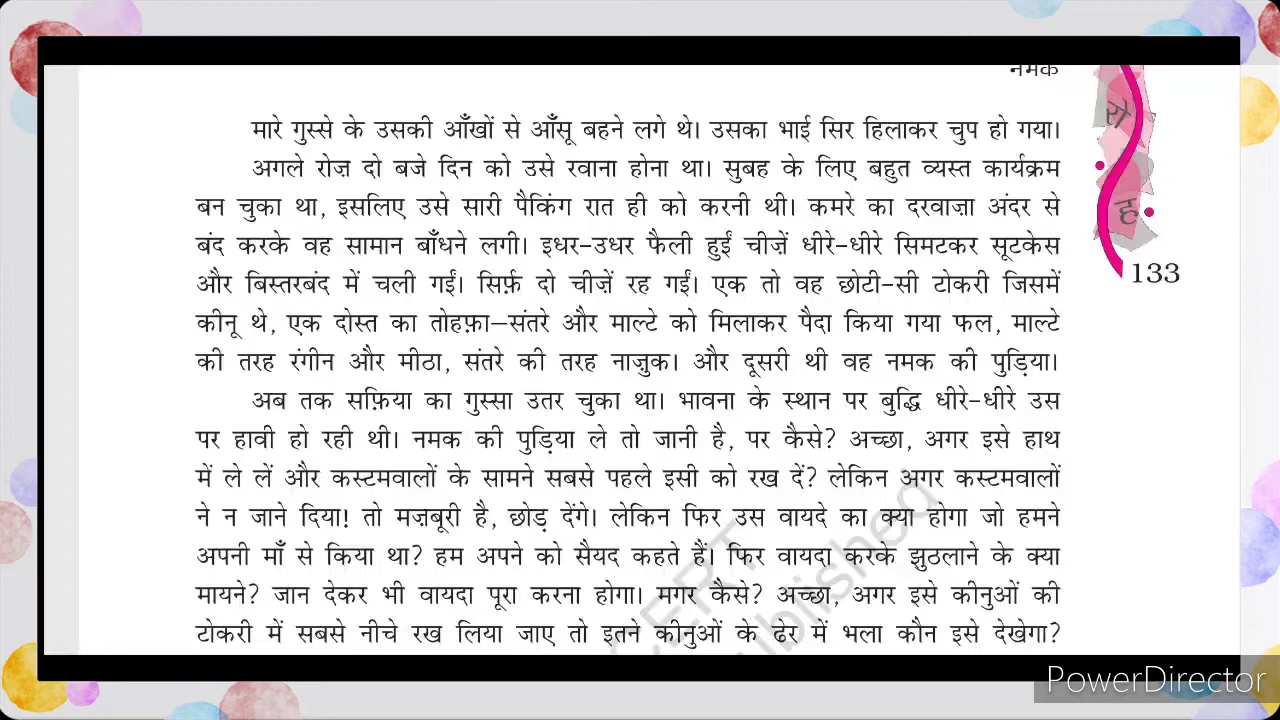 नमक
मारे गुस्से के उसकी आँखों से आँसू बहने लगे थे। उसका भाई सिर हिलाकर चुप हो गया।
अगले रोज़ दो बजे दिन को उसे रवाना होना था। सुबह के लिए बहुत व्यस्त कार्यक्रम
बन चुका था, इसलिए उसे सारी पैकिंग रात ही को करनी थी। कमरे का दरवाज़ा अंदर से
बंद करके वह सामान बाँधने लगी। इधर-उधर फैली हुई चीज़ें धीरे-धीरे सिमटकर सूटकेस
और बिस्तरबंद में चली गईं। सिर्फ़ दो चीज़ें रह गईं। एक तो वह छोटी-सी टोकरी जिसमें
कीनू थे, एक दोस्त का तोहफ़ा—संतरे और माल्टे को मिलाकर पैदा किया गया फल, माल्टे
की तरह रंगीन और मीठा, संतरे की तरह नाज़ुक। और दूसरी थी वह नमक की पुड़िया।
अब तक सफ़िया का गुस्सा उतर चुका था। भावना के स्थान पर बुद्धि धीरे-धीरे उस
पर हावी हो रही थी। नमक की पुड़िया ले तो जानी है, पर कैसे? अच्छा, अगर इसे हाथ
में ले लें और कस्टमवालों के सामने सबसे पहले इसी को रख दें? लेकिन अगर कस्टमवालों
ने न जाने दिया! तो मज़बूरी है, छोड़ देंगे। लेकिन फिर उस वायदे का क्या होगा जो हमने
अपनी माँ से किया था? हम अपने को सैयद कहते हैं। फिर वायदा करके झुठलाने के क्या
मायने? जान देकर भी वायदा पूरा करना होगा। मगर कैसे? अच्छा, अगर इसे कीनुओं की
टोकरी में सबसे नीचे रख लिया जाए तो इतने कीनुओं के ढेर में भला कौन इसे देखेगा?
रो
ह
133
PowerDirector